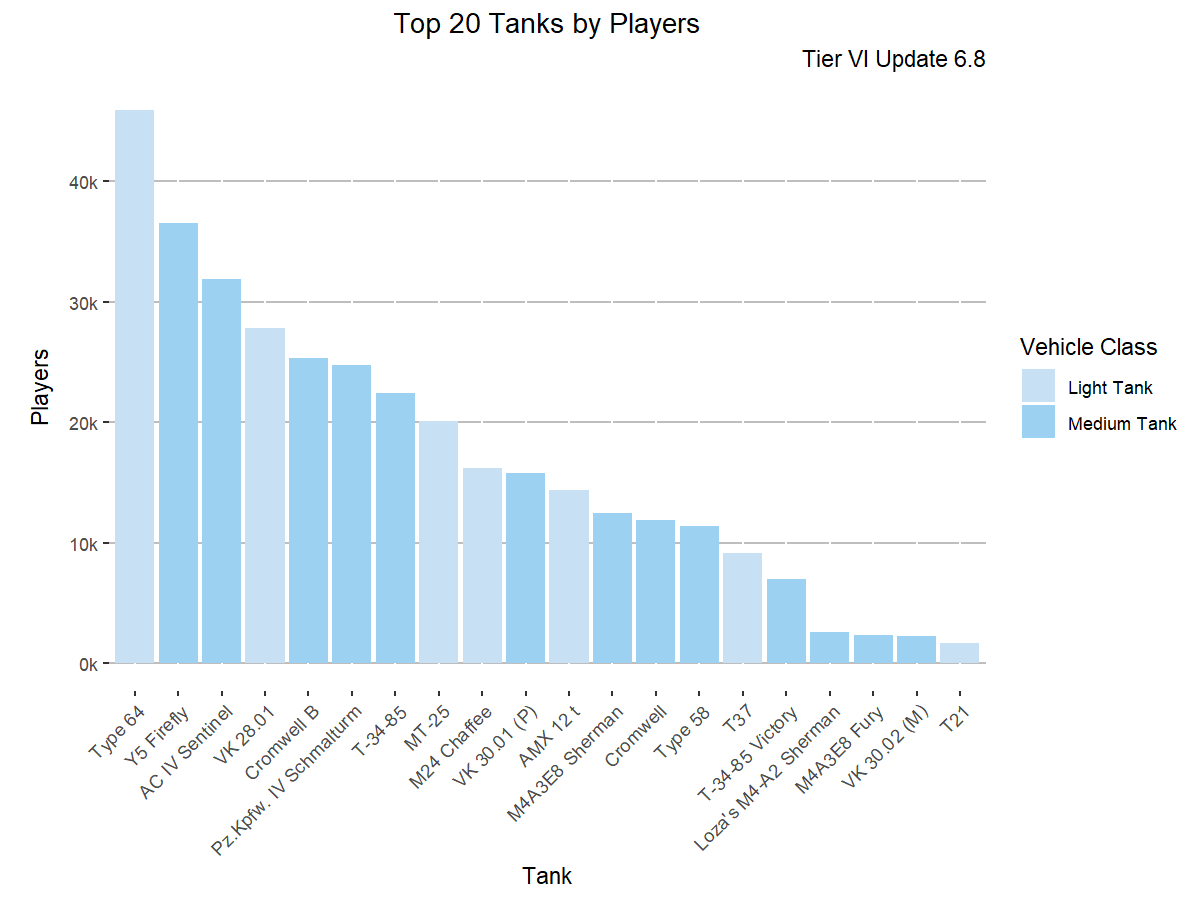 Top 20 Tanks by Players
Tier VI Update 6.8
Players
40k
30k
20k
10k
0k
Type 64
Y5 Firefly
AC IV Sentinel
VK 28.01
Cromwell B
Pz.Kpfw. IV Schmalturm
T-34-85
MT-25
M24 Chaffee
VK 30.01 (P)
AMX 12 t
M4A3E8 Sherman
Cromwell
Type 58
T37
T-34-85 Victory
Loza's M4-A2 Sherman
M4A3E8 Fury
VK 30.02 (M)
T21
Tank
Vehicle Class
Light Tank
Medium Tank